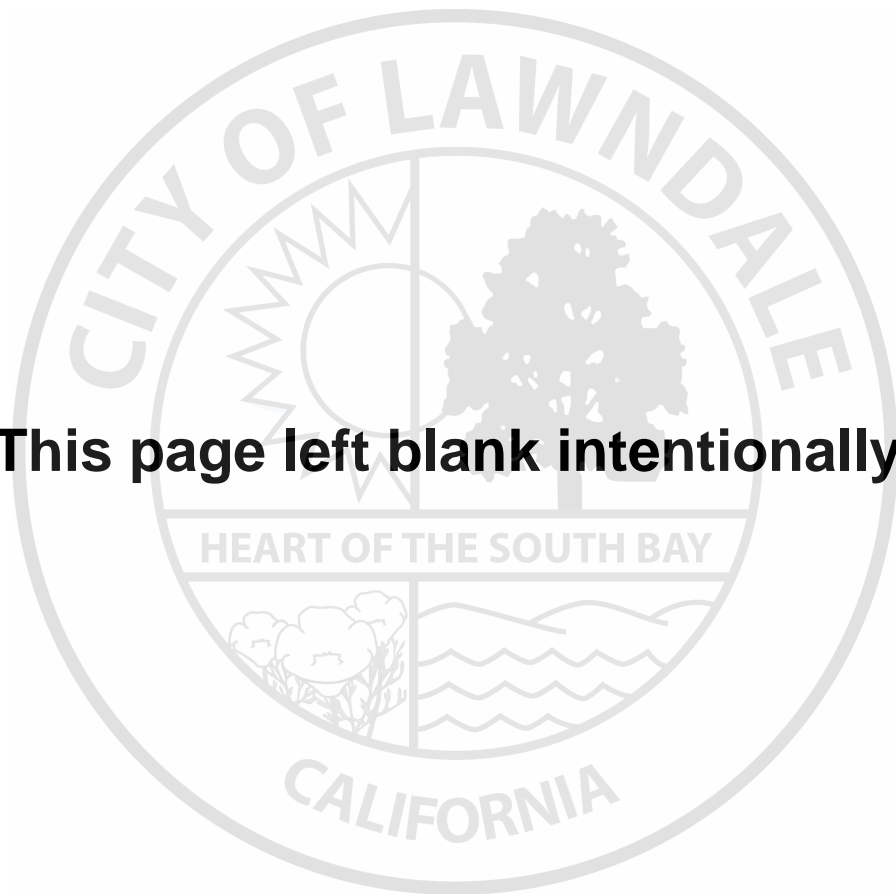 CITY OF LAWNDALE
This page left blank intentionally
HEART OF THE SOUTH BAY
CALIFORNIA